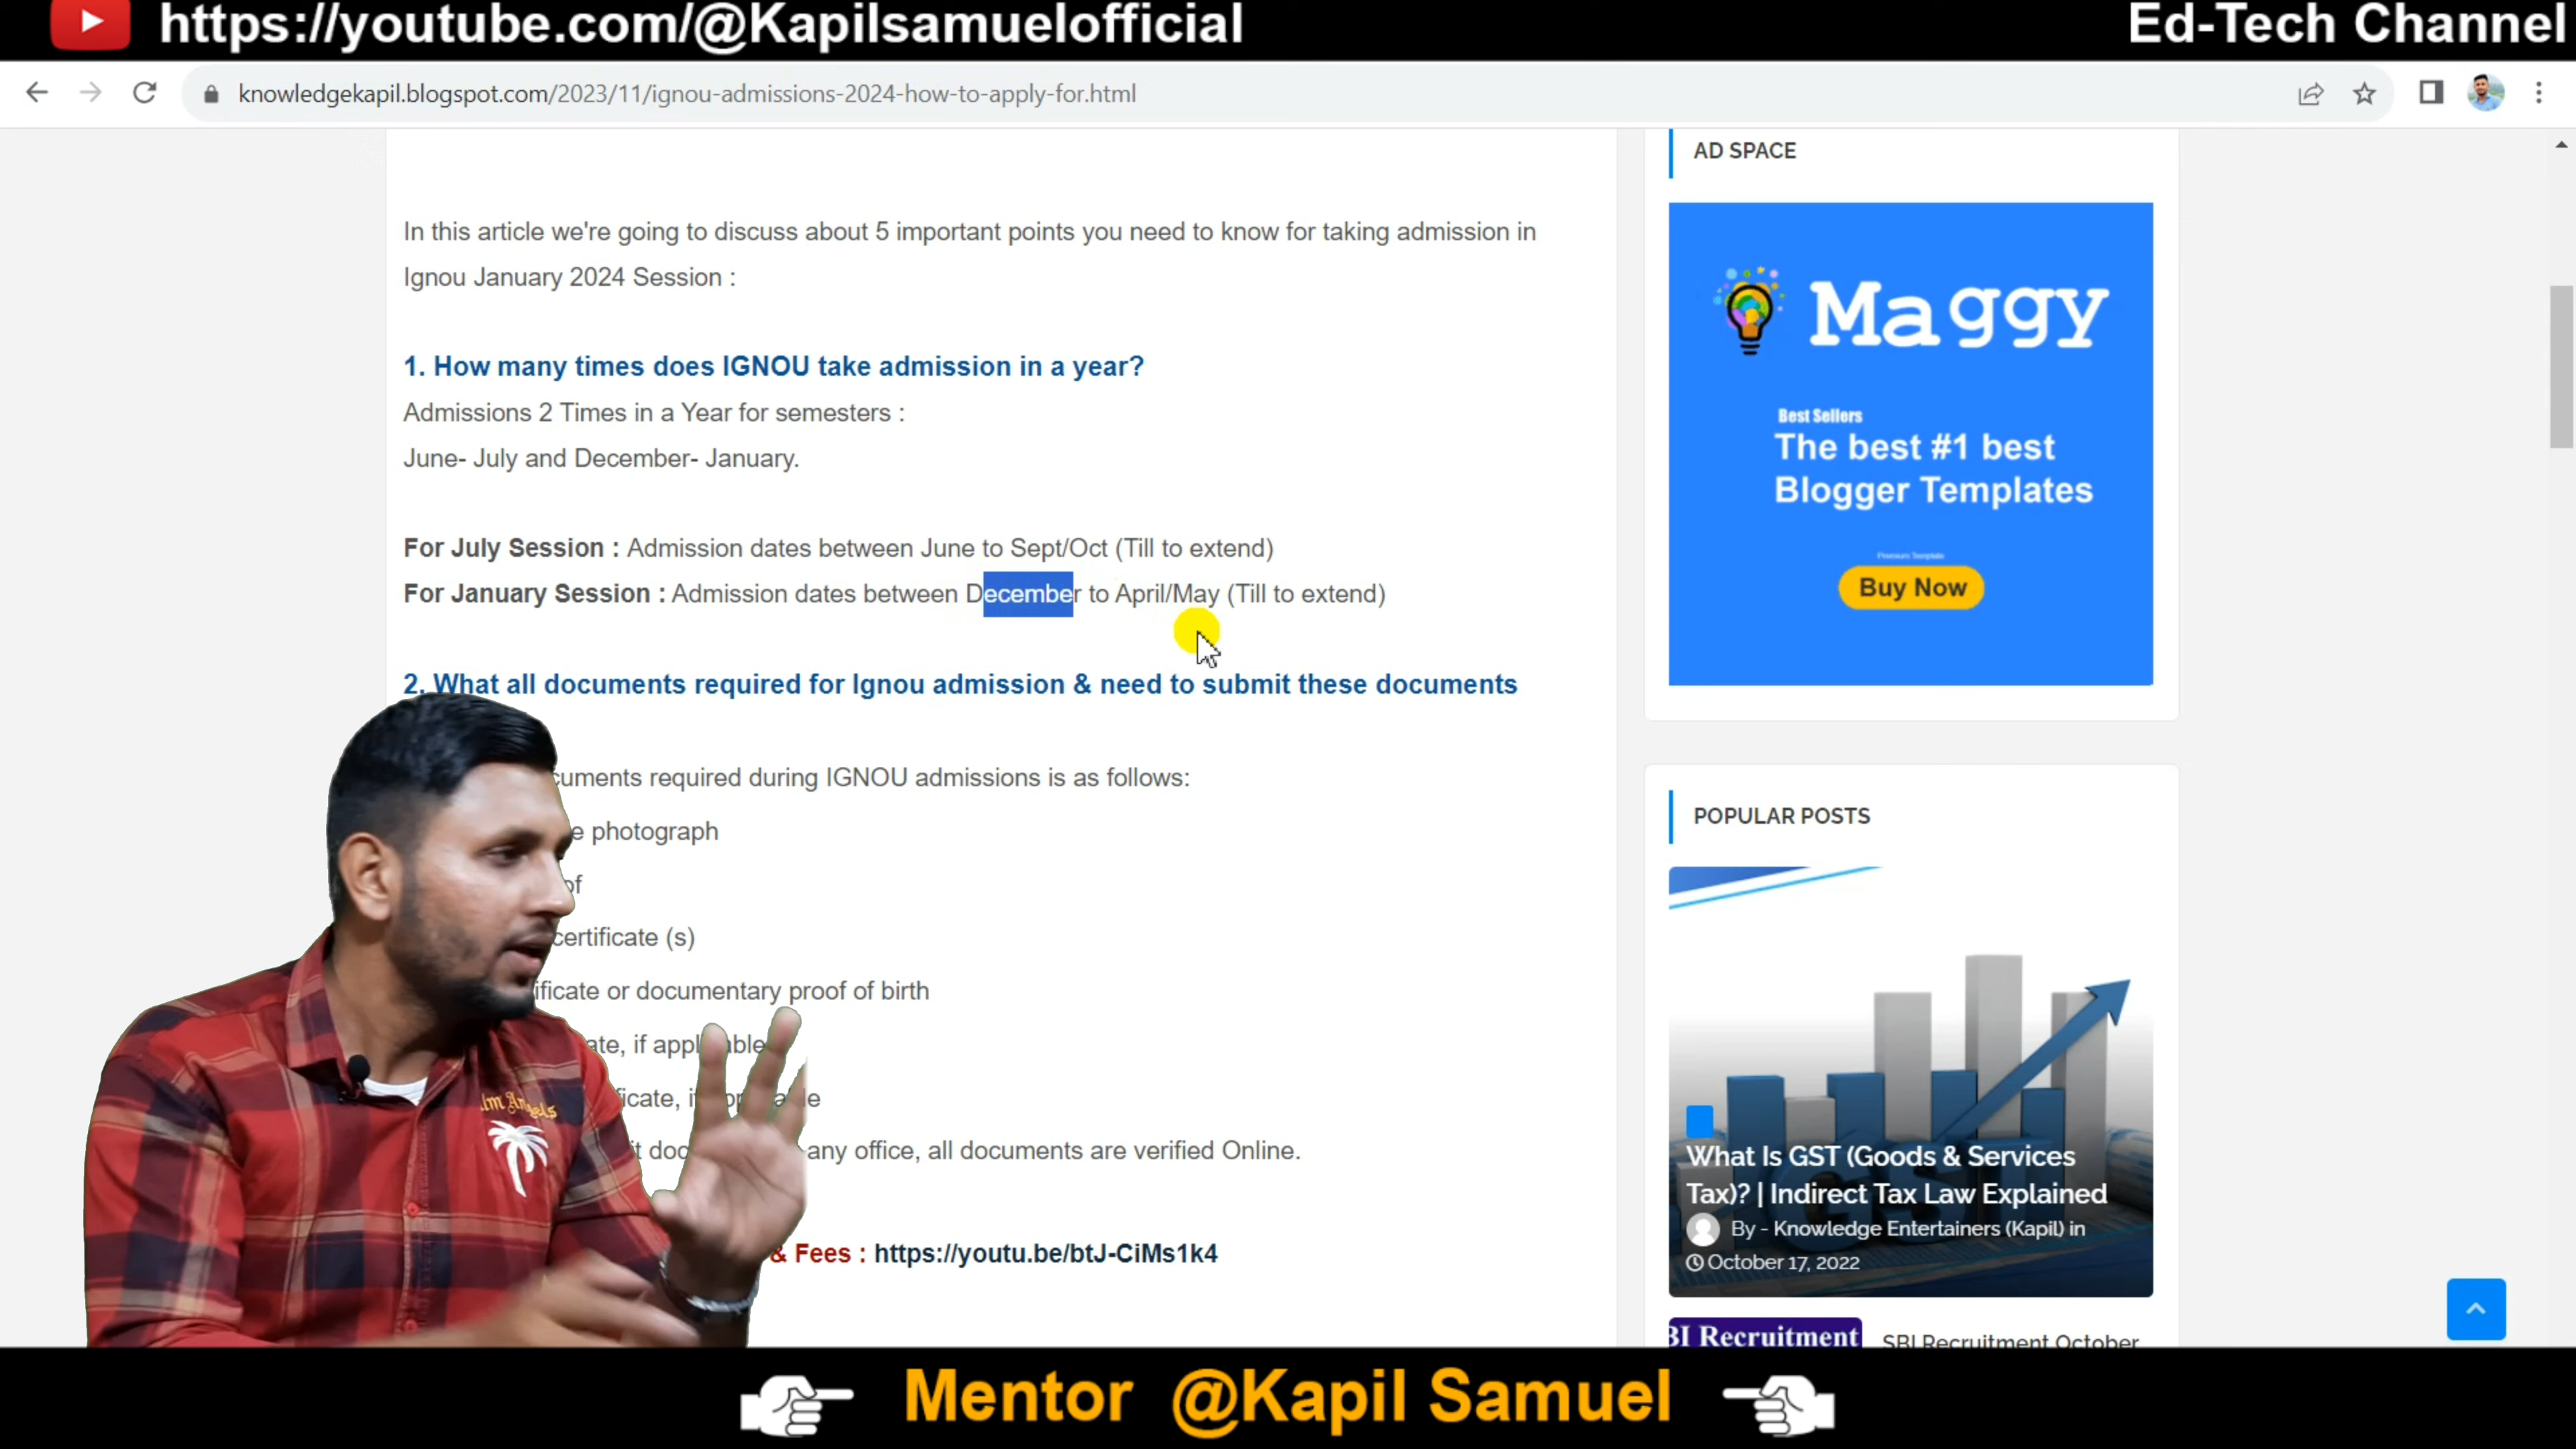 https://youtube.com/@Kapilsamuelofficial
Ed-Tech Channel
knowledgekapil.blogspot.com/2023/11/ignou-admissions-2024-how-to-apply-for.html
In this article we're going to discuss about 5 important points you need to know for taking admission in
Ignou January 2024 Session :
1. How many times does IGNOU take admission in a year?
Admissions 2 Times in a Year for semesters :
June- July and December- January.
For July Session : Admission dates between June to Sept/Oct (Till to extend)
For January Session : Admission dates between December to April/May (Till to extend)
2. What all documents required for Ignou admission & need to submit these documents
required during IGNOU admissions is as follows:
photograph
certificate (s)
or documentary proof of birth
if
any office, all documents are verified Online.
& Fees : https://youtu.be/btJ-CiMs1k4
AD SPACE
Maggy
Best Sellers
The best #1 best
Blogger Templates
Premium Template
Buy Now
POPULAR POSTS
What Is GST (Goods & Services
Tax)? | Indirect Tax Law Explained
By - Knowledge Entertainers (Kapil) in
October 17, 2022
Recruitment
SBI Recruitment October
Mentor @Kapil Samuel